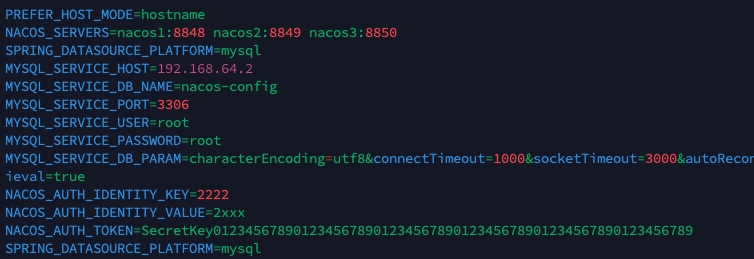 PREFER_HOST_MODE=hostname
NACOS_SERVERS=nacos1:8848 nacos2:8849 nacos3:8850
SPRING_DATASOURCE_PLATFORM=mysql
MYSQL_SERVICE_HOST=192.168.64.2
MYSQL_SERVICE_DB_NAME=nacos-config
MYSQL_SERVICE_PORT=3306
MYSQL_SERVICE_USER=root
MYSQL_SERVICE_PASSWORD=root
MYSQL_SERVICE_DB_PARAM=characterEncoding=utf8&connectTimeout=1000&socketTimeout=3000&autoRecon
ieval=true
NACOS_AUTH_IDENTITY_KEY=2222
NACOS_AUTH_IDENTITY_VALUE=2xxx
NACOS_AUTH_TOKEN=SecretKey012345678901234567890123456789012345678901234567890123456789
SPRING_DATASOURCE_PLATFORM=mysql